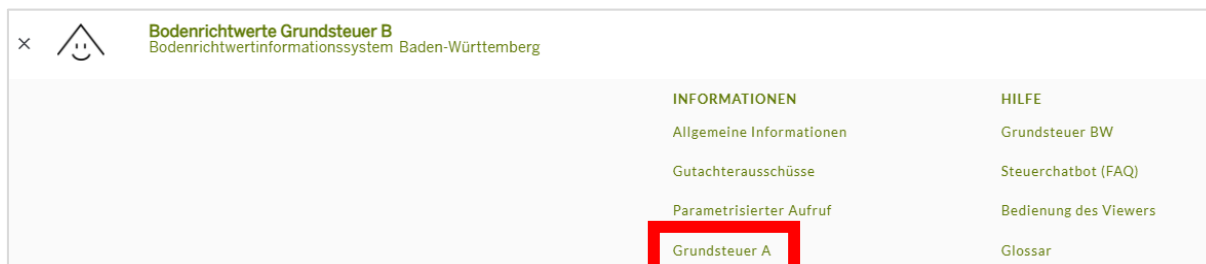 Bodenrichtwerte Grundsteuer B
Bodenrichtwertinformationssystem Baden-Württemberg
INFORMATIONEN
Allgemeine Informationen
Gutachterausschüsse
Parametrisierter Aufruf
Grundsteuer A
HILFE
Grundsteuer BW
Steuerchatbot (FAQ)
Bedienung des Viewers
Glossar